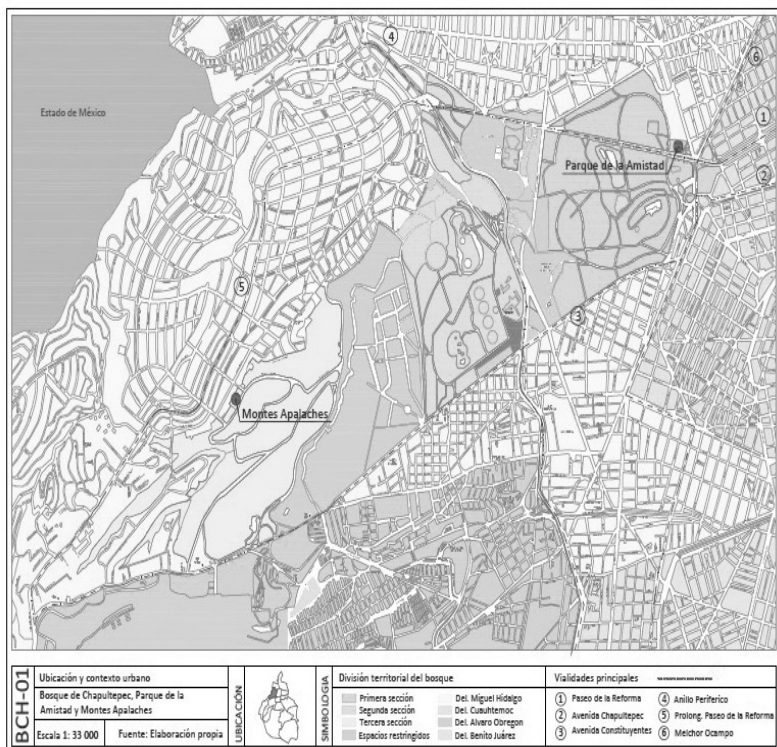 4
6
Estado de México
1
Parque de la Amistad
2
5
3
Montes Apalaches
BCH-01
Ubicación y contexto urbano
Bosque de Chapultepec, Parque de la
Amistad y Montes Apalaches
Escala 1: 33 000
Fuente: Elaboración propia
UBICACIÓN
SIMBOLOGIA
División territorial del bosque
Primera sección
Segunda sección
Tercera sección
Espacios restringidos
Del. Miguel Hidalgo
Del. Cuauhtemoc
Del. Alvaro Obregon
Del. Benito Juárez
Vialidades principales
1 Paseo de la Reforma
2 Avenida Chapultepec
3 Avenida Constituyentes
4 Anillo Periferico
5 Prolong. Paseo de la Reforma
6 Melchor Ocampo